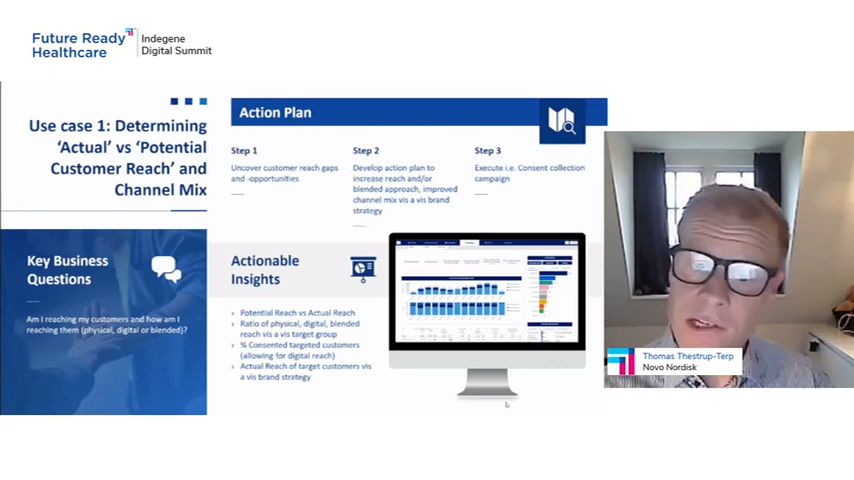 Future Ready
Healthcare
Indegene
Digital Summit
Use case 1: Determining
‘Actual’ vs ‘Potential
Customer Reach’ and
Channel Mix
Action Plan
Step 1
Uncover customer reach gaps
and -opportunities
Step 2
Develop action plan to
increase reach and/or
blended approach, improved
channel mix vis a vis brand
strategy
Step 3
Execute i.e. Consent collection
campaign
Key Business
Questions
Am I reaching my customers and how am I
reaching them (physical, digital or blended)?
Actionable
Insights
› Potential Reach vs Actual Reach
› Ratio of physical, digital, blended
reach vis a vis target group
› % Consented targeted customers
(allowing for digital reach)
› Actual Reach of target customers vis
a vis brand strategy
Thomas Thestrup-Terp
Novo Nordisk